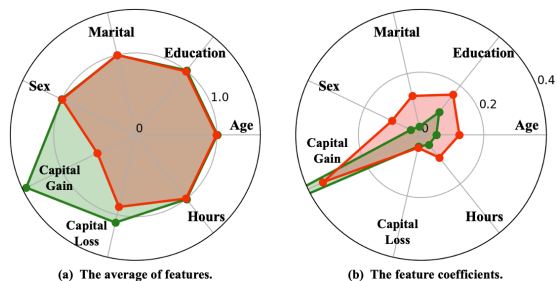 Marital
Education
Sex
1.0
0
Age
Capital
Gain
Capital
Loss
Hours
(a) The average of features.
Marital
Education
0.4
Sex
0.2
0
Age
Capital
Gain
Capital
Loss
Hours
(b) The feature coefficients.